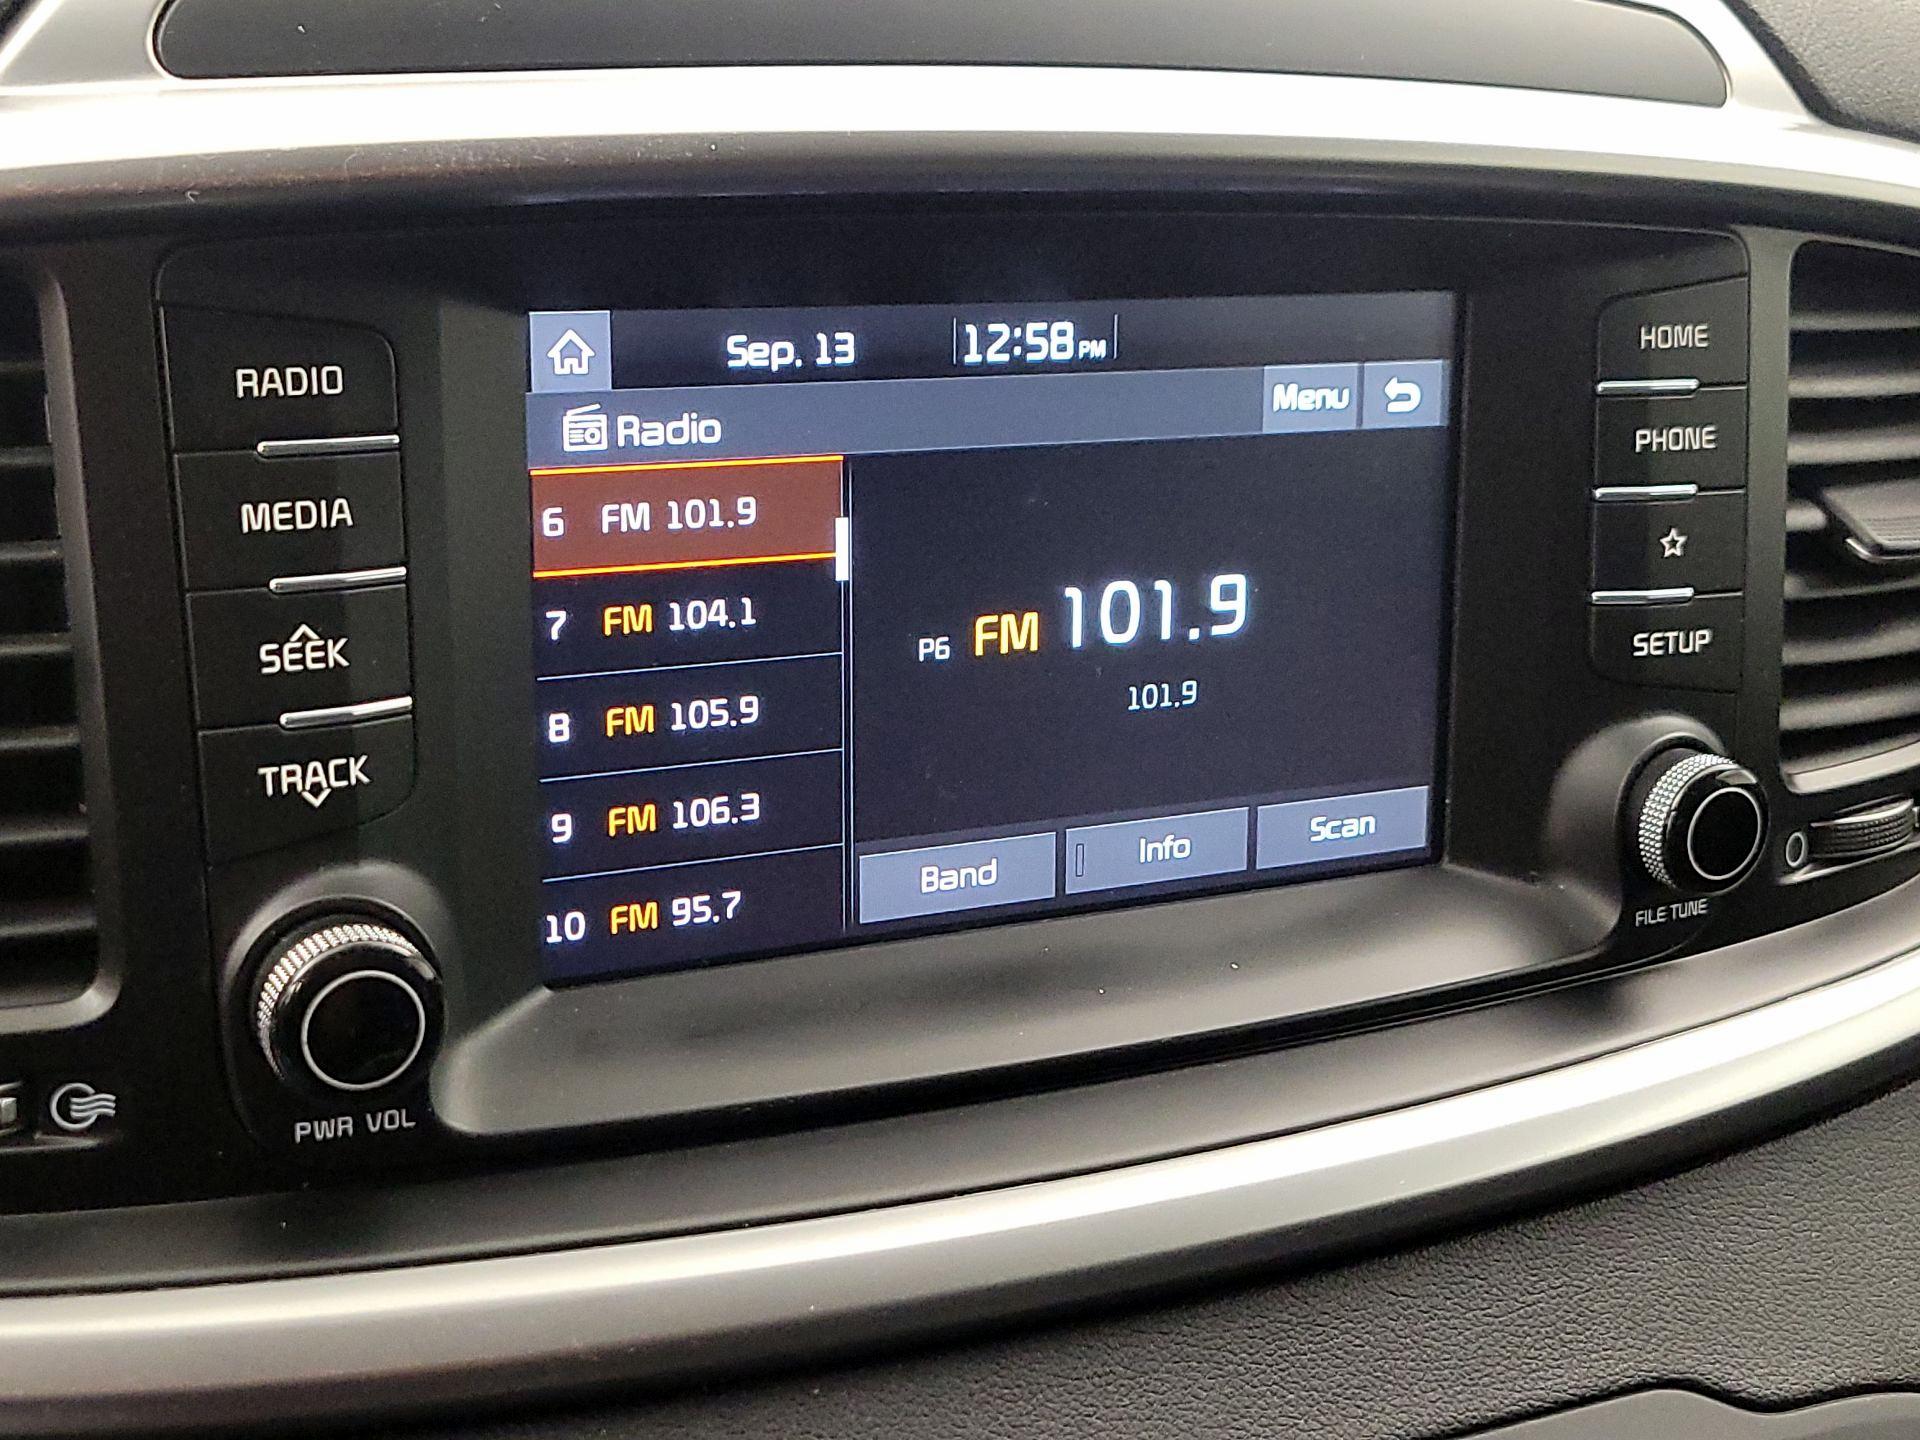 Sep. 13 12:58 PM
Radio Menu
6 FM 101.9
7 FM 104.1
8 FM 105.9
9 FM 106.3
10 FM 95.7
P6 FM 101.9
101.9
Band Info Scan
RADIO
MEDIA
SEEK
TRACK
PWR VOL
HOME
PHONE
SETUP
FILE TUNE